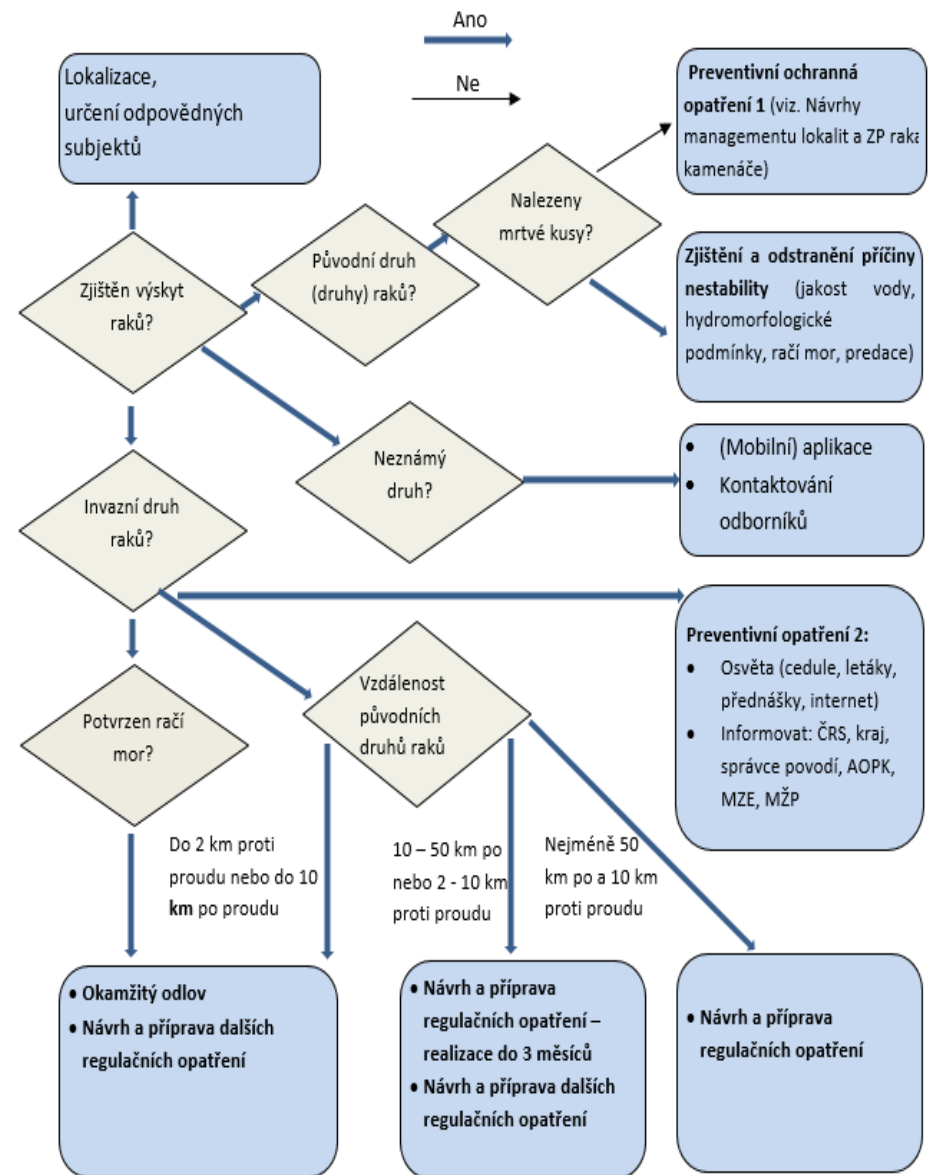 Ano
Ne
Lokalizace,
určení odpovědných
subjektů
Preventivní ochranná
opatření 1 (viz. Návrhy
managementu lokalit a ZP raka
kamenáče)
Nalezeny
mrtvé kusy?
Původní druh
(druhy) raků?
Zjištěn výskyt
raků?
Zjištění a odstranění příčiny
nestability (jakost vody,
hydromorfologické
podmínky, račí mor, predace)
Neznámý
druh?
• (Mobilní) aplikace
• Kontaktování
odborníků
Invazní druh
raků?
Preventivní opatření 2:
• Osvěta (cedule, letáky,
přednášky, internet)
• Informovat: ČRS, kraj,
správce povodí, AOPK,
MZE, MŽP
Vzdálenost
původních
druhů raků
Potvrzen račí
mor?
Do 2 km proti
proudu nebo do 10
km po proudu
10 – 50 km po
nebo 2 - 10 km
proti proudu
Nejméně 50
km po a 10 km
proti proudu
• Okamžitý odlov
• Návrh a příprava dalších
regulačních opatření
• Návrh a příprava
regulačních opatření –
realizace do 3 měsíců
• Návrh a příprava dalších
regulačních opatření
• Návrh a příprava
regulačních opatření